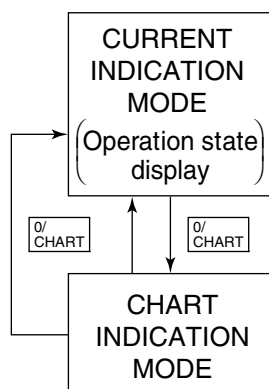 CURRENT
INDICATION
MODE
(Operation state
display)
0/
CHART
0/
CHART
CHART
INDICATION
MODE